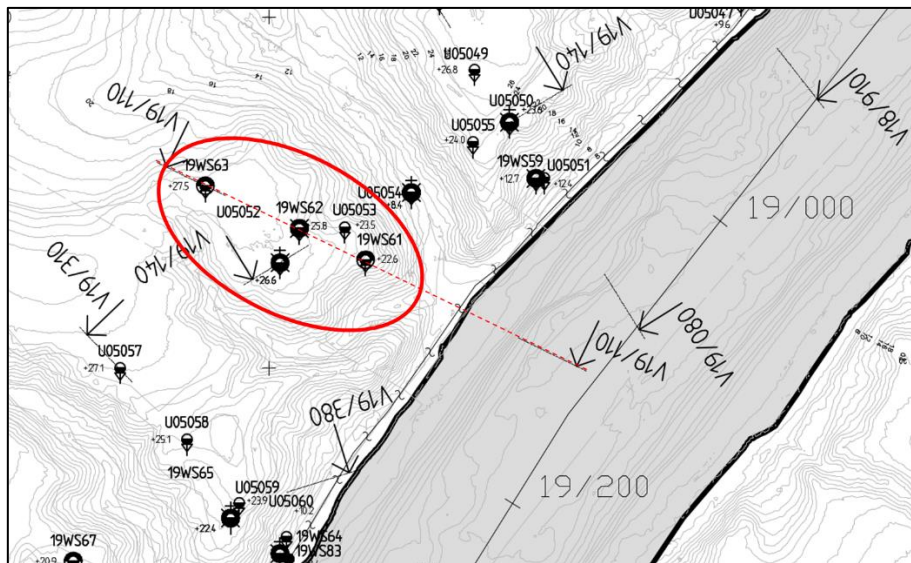 U05047
+9.6
U05049
+26.8
V19/140
U05050
+23.6
V18/910
U05055
+24.0
V19/110
19WS63
+27.5
19WS59
+12.7
U05051
+12.4
U05054
+8.4
19/000
U05052
19WS62
25.8
U05053
+23.5
19WS61
+22.6
V19/140
+26.6
V19/310
V19/080
V19/110
U05057
+27.1
V19/380
U05058
+25.1
19WS65
U05059
+23.9
U05060
+10.2
+22.4
19/200
19WS64
19WS83
19WS67
+20.9